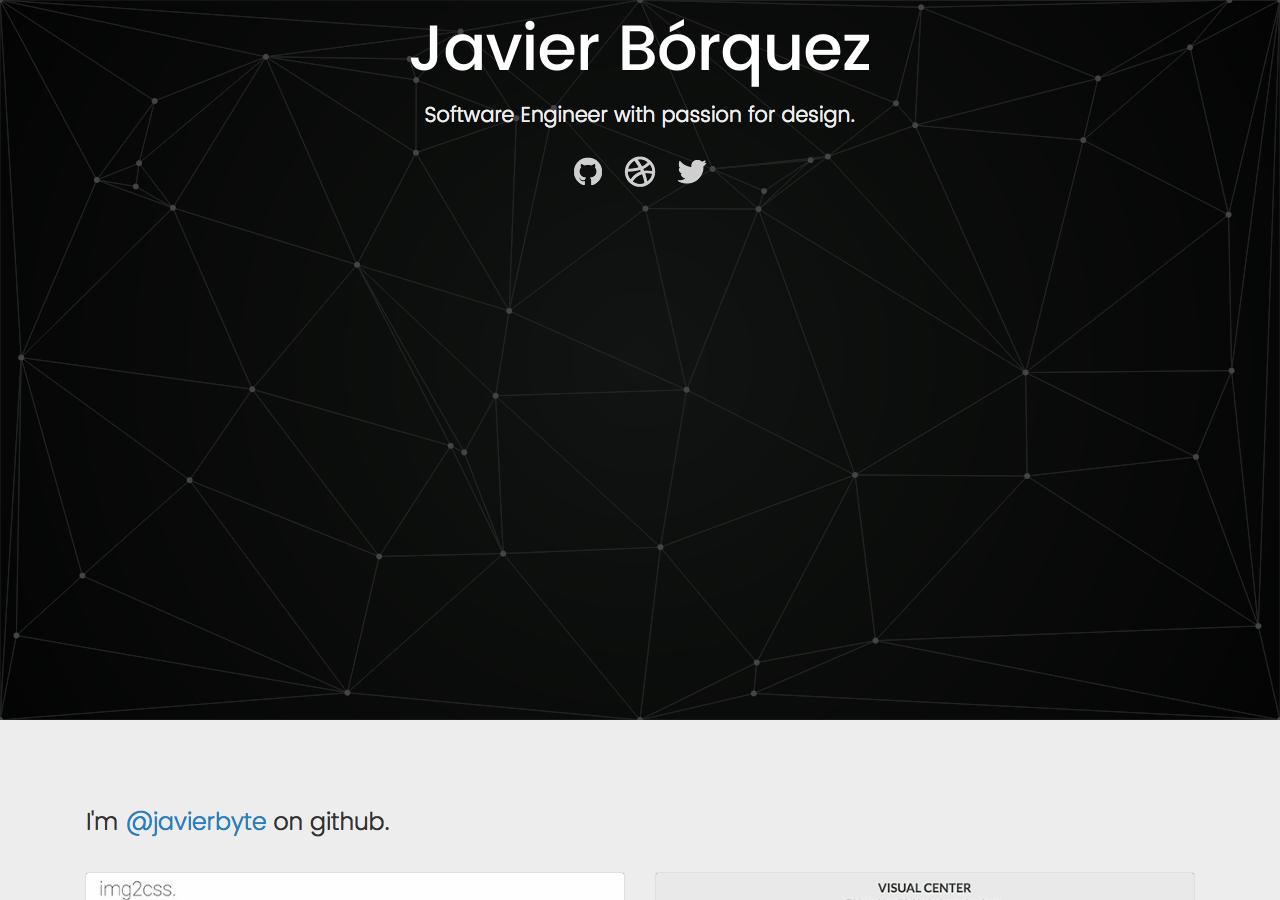 Javier Bórquez
Software Engineer with passion for design.
I'm @javierbyte on github.
img2css.
VISUAL CENTER